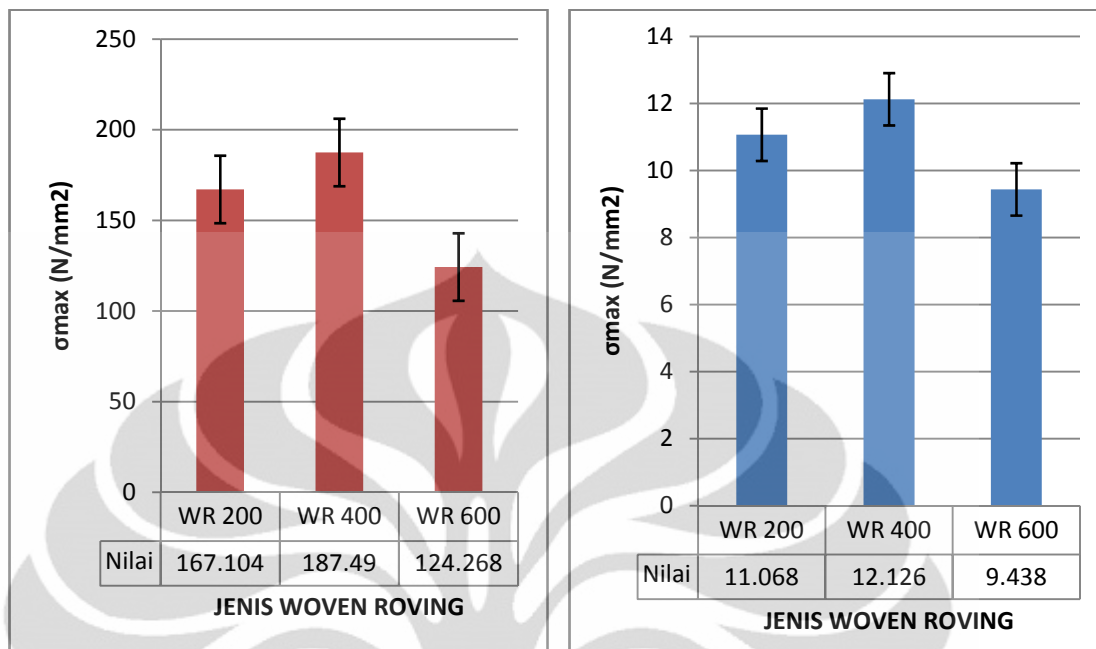 250
200
150
100
50
0
σmax (N/mm2)
WR 200 WR 400 WR 600
Nilai 167.104 187.49 124.268
JENIS WOVEN ROVING
14
12
10
8
6
4
2
0
σmax (N/mm2)
WR 200 WR 400 WR 600
Nilai 11.068 12.126 9.438
JENIS WOVEN ROVING